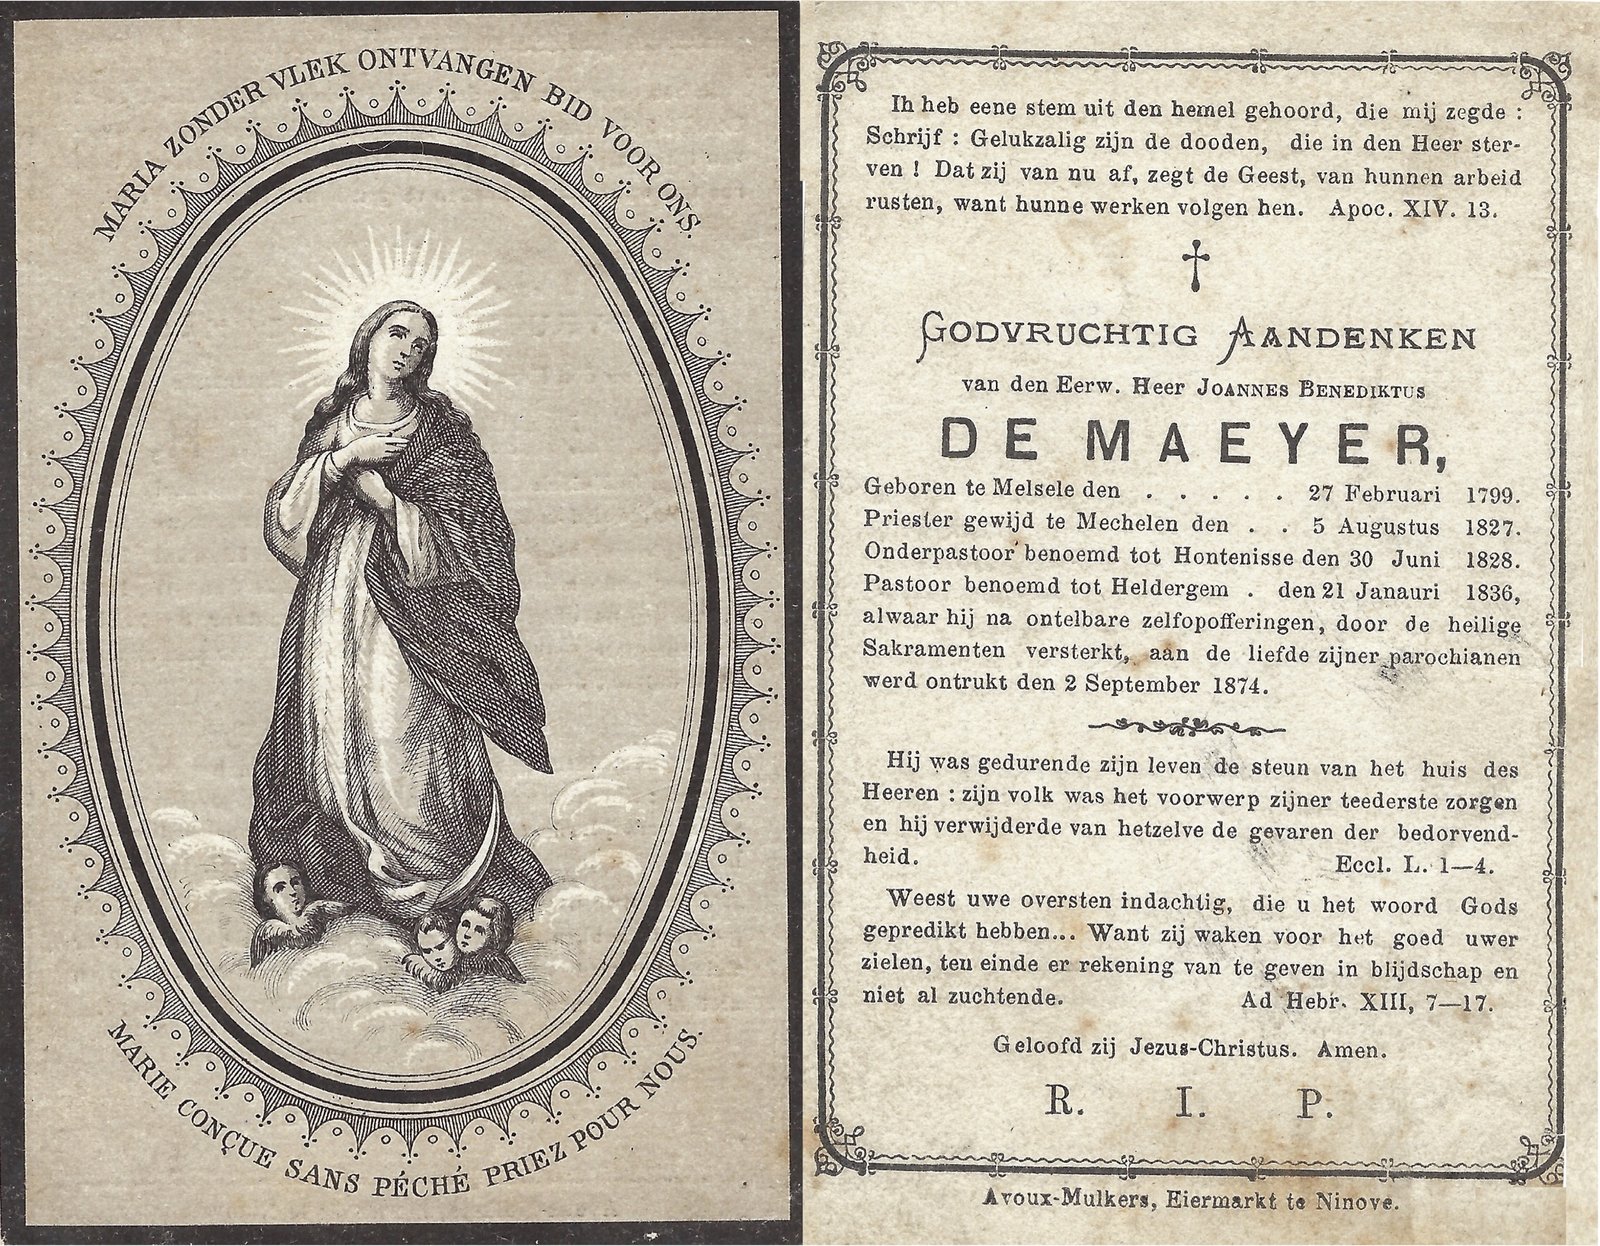 MARIA ZONDER VLEK ONTVANGEN BID VOOR ONS.
MARIE CONÇUE SANS PÉCHÉ PRIEZ POUR NOUS.
Ih heb eene stem uit den hemel gehoord, die mij zegde :
Schrijf : Gelukzalig zijn de dooden, die in den Heer ster-
ven ! Dat zij van nu af, zegt de Geest, van hunnen arbeid
rusten, want hunne werken volgen hen. Apoc. XIV. 13.
GODVRUCHTIG AANDENKEN
van den Eerw. Heer JOANNES BENEDIKTUS
DE MAEYER,
Geboren te Melsele den . . . . . 27 Februari 1799.
Priester gewijd te Mechelen den . . 5 Augustus 1827.
Onderpastoor benoemd tot Hontenisse den 30 Juni 1828.
Pastoor benoemd tot Heldergem . den 21 Janauri 1836,
alwaar hij na ontelbare zelfopofferingen, door de heilige
Sakramenten versterkt, aan de liefde zijner parochianen
werd ontrukt den 2 September 1874.
Hij was gedurende zijn leven de steun van het huis des
Heeren : zijn volk was het voorwerp zijner teederste zorgen
en hij verwijderde van hetzelve de gevaren der bedorvend-
heid. Eccl. L. 1—4.
Weest uwe oversten indachtig, die u het woord Gods
gepredikt hebben... Want zij waken voor het goed uwer
zielen, ten einde er rekening van te geven in blijdschap en
niet al zuchtende. Ad Hebr. XIII, 7—17.
Geloofd zij Jezus-Christus. Amen.
R. I. P.
Avoux-Mulkers, Eiermarkt te Ninove.